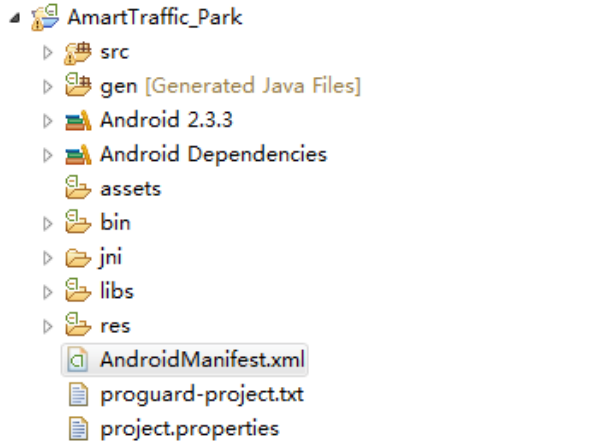 AmartTraffic_Park
src
gen [Generated Java Files]
Android 2.3.3
Android Dependencies
assets
bin
jni
libs
res
AndroidManifest.xml
proguard-project.txt
project.properties